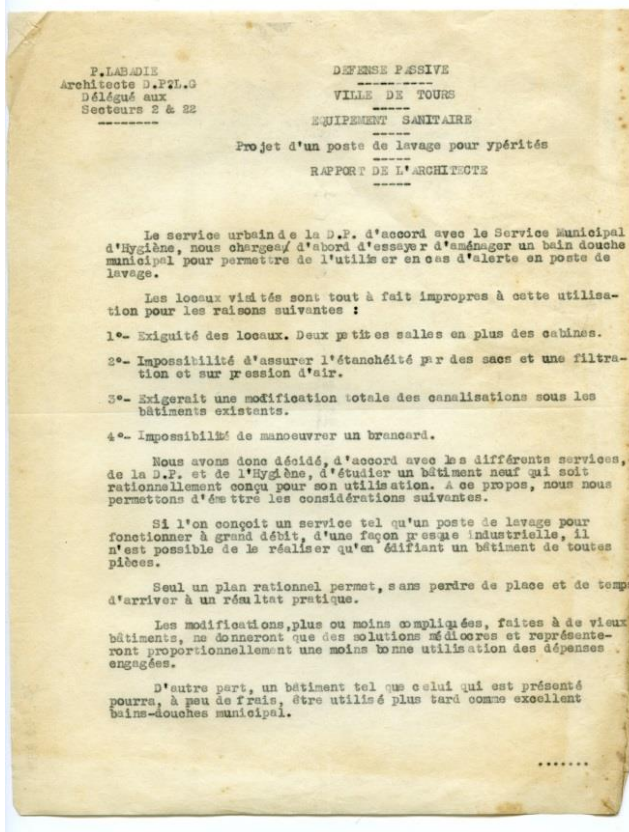 P.LABADIE
Architecte D.P?L.G
Délégué aux
Secteurs 2 & 22
DEFENSE PASSIVE
VILLE DE TOURS
EQUIPEMENT SANITAIRE
Projet d'un poste de lavage pour ypérités
RAPPORT DE L'ARCHITECTE
Le service urbain de la D.P. d'accord avec le Service Municipal
d'Hygiène, nous chargea d'abord d'essayer d'aménager un bain douche
municipal pour permettre de l'utiliser en cas d'alerte en poste de
lavage.
Les locaux visités sont tout à fait impropres à cette utilisa-
tion pour les raisons suivantes :
1°- Exiguité des locaux. Deux petites salles en plus des cabines.
2°- Impossibilité d'assurer l'étanchéité par des sacs et une filtra-
tion et sur pression d'air.
3°- Exigerait une modification totale des canalisations sous les
bâtiments existants.
4°- Impossibilité de manoeuvrer un brancard.
Nous avons donc décidé, d'accord avec les différents services,
de la D.P. et de l'Hygiène, d'étudier un bâtiment neuf qui soit
rationnellement conçu pour son utilisation. A ce propos, nous nous
permettons d'émettre les considérations suivantes.
Si l'on conçoit un service tel qu'un poste de lavage pour
fonctionner à grand débit, d'une façon presque industrielle, il
n'est possible de le réaliser qu'en édifiant un bâtiment de toutes
pièces.
Seul un plan rationnel permet, sans perdre de place et de temps
d'arriver à un résultat pratique.
Les modifications,plus ou moins compliquées, faites à de vieux
bâtiments, ne donneront que des solutions médiocres et représente-
ront proportionnellement une moins bonne utilisation des dépenses
engagées.
D'autre part, un bâtiment tel que celui qui est présenté
pourra, à peu de frais, être utilisé plus tard comme excellent
bains-douches municipal.
.......